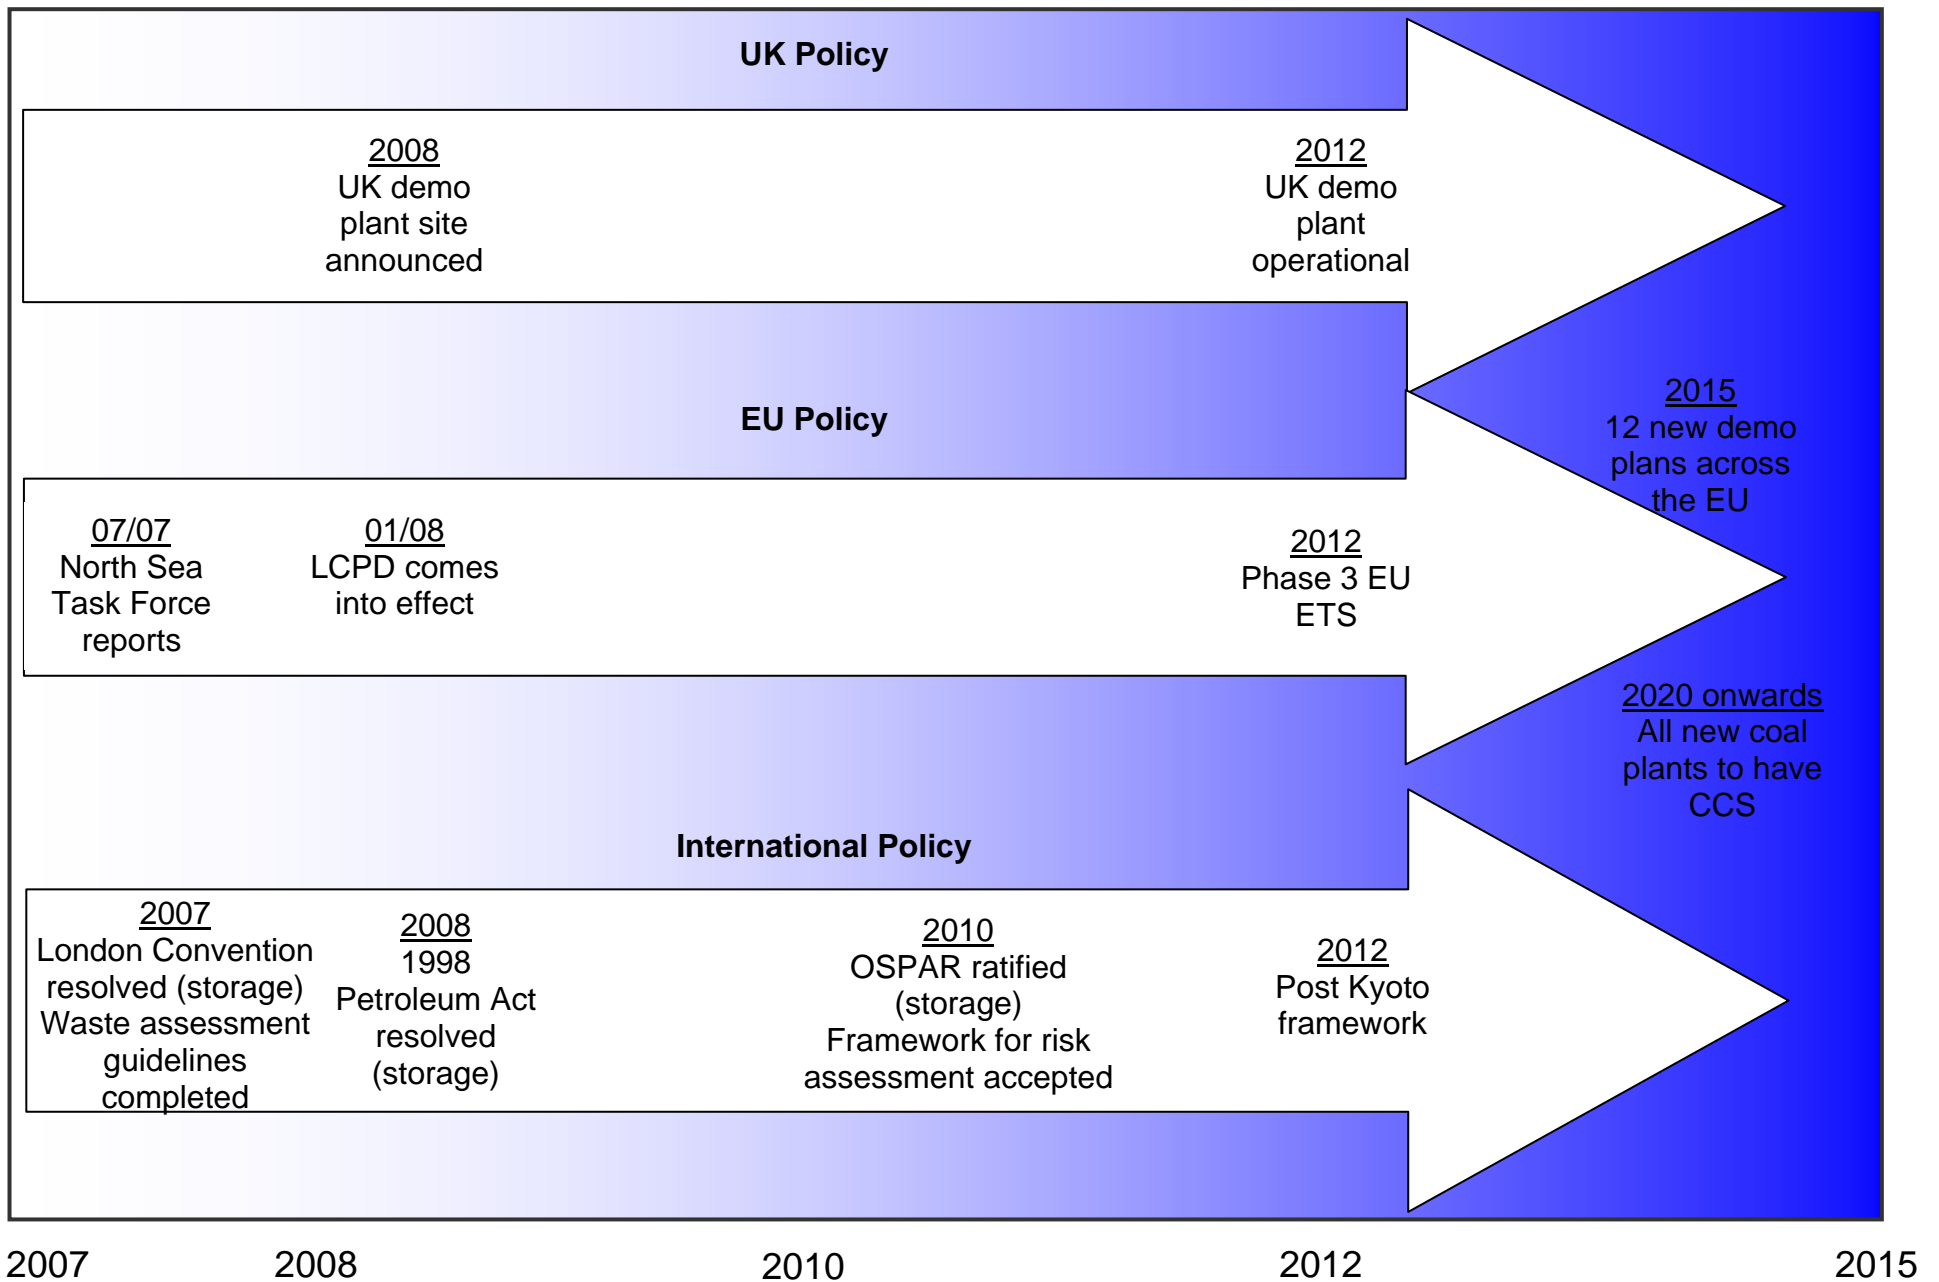 UK Policy
2008
UK demo
plant site
announced
2012
UK demo
plant
operational
EU Policy
07/07
North Sea
Task Force
reports
01/08
LCPD comes
into effect
2012
Phase 3 EU
ETS
2015
12 new demo
plans across
the EU
2020 onwards
All new coal
plants to have
CCS
International Policy
2007
London Convention
resolved (storage)
Waste assessment
guidelines
completed
2008
1998
Petroleum Act
resolved
(storage)
2010
OSPAR ratified
(storage)
Framework for risk
assessment accepted
2012
Post Kyoto
framework
2007 2008 2010 2012 2015